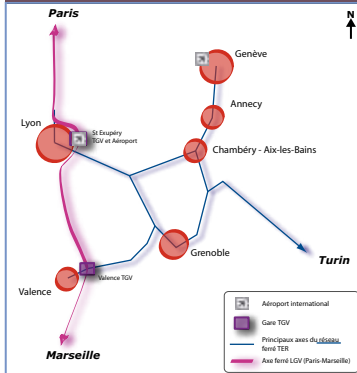 Paris
N
Genève
Annecy
Lyon
St Exupéry
TGV et Aéroport
Chambéry - Aix-les-Bains
Grenoble
Turin
Valence TGV
Valence
Marseille
Aéroport international
Gare TGV
Principaux axes du réseau
ferré TER
Axe ferré LGV (Paris-Marseille)